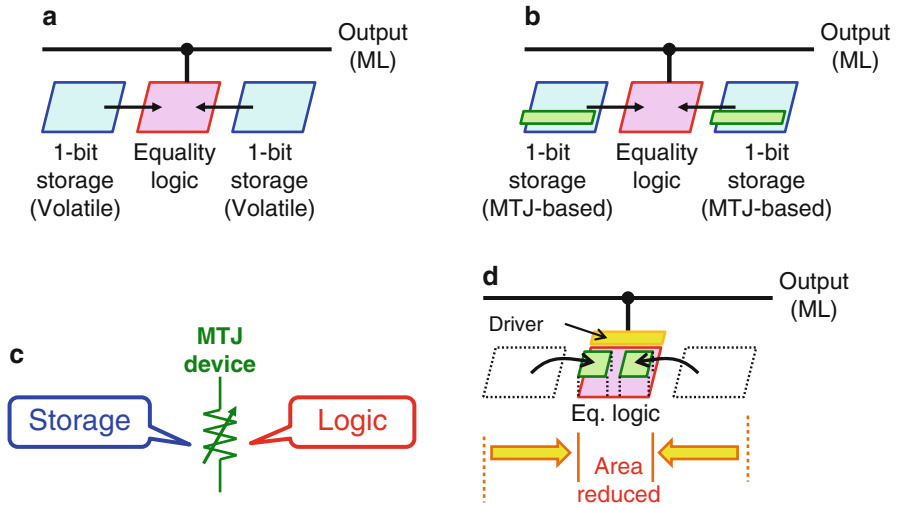 a
Output
(ML)
1-bit
storage
(Volatile)
Equality
logic
1-bit
storage
(Volatile)
b
Output
(ML)
1-bit
storage
(MTJ-based)
Equality
logic
1-bit
storage
(MTJ-based)
c
MTJ
device
Storage
Logic
d
Output
(ML)
Driver
Eq. logic
Area
reduced